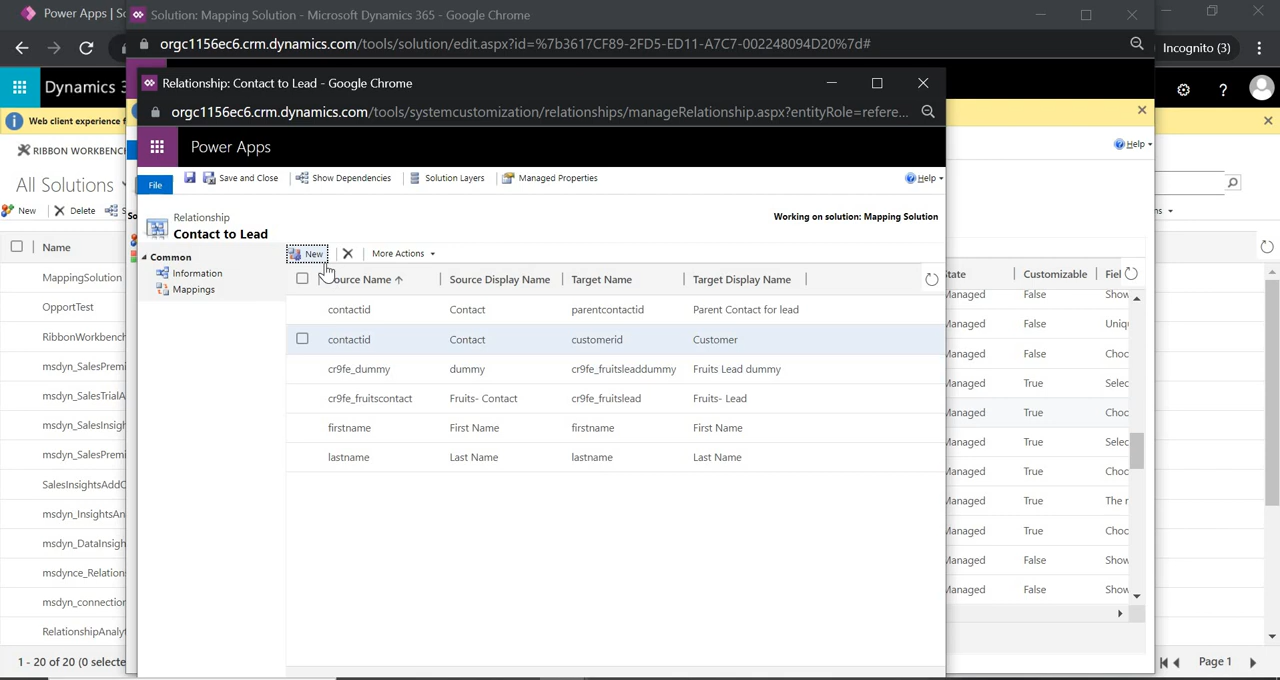 Power Apps | Sc
Solution: Mapping Solution - Microsoft Dynamics 365 - Google Chrome
orgc1156ec6.crm.dynamics.com/tools/solution/edit.aspx?id=%7b3617CF89-2FD5-ED11-A7C7-002248094D20%7d#
Incognito (3)
Relationship: Contact to Lead - Google Chrome
orgc1156ec6.crm.dynamics.com/tools/systemcustomization/relationships/manageRelationship.aspx?entityRole=refere...
Dynamics 3
Power Apps
Web client experience f
RIBBON WORKBENCH
File
Save and Close
Show Dependencies
Solution Layers
Managed Properties
Help
Help
All Solutions
Relationship
Contact to Lead
Working on solution: Mapping Solution
New
Delete
So
ns
Common
Information
Mappings
New
More Actions
Name
Source Name
Source Display Name
Target Name
Target Display Name
State
Customizable
Fiel
MappingSolution
OpportTest
RibbonWorkbench
msdyn_SalesPremi
msdyn_SalesTrialA
msdyn_SalesInsigh
msdyn_SalesPremi
SalesInsightsAddO
msdyn_InsightsAn
msdyn_DataInsigh
msdynce_Relation
msdyn_connection
RelationshipAnalyt
contactid Contact parentcontactid Parent Contact for lead
contactid Contact customerid Customer
cr9fe_dummy dummy cr9fe_fruitsleaddummy Fruits Lead dummy
cr9fe_fruitscontact Fruits- Contact cr9fe_fruitslead Fruits- Lead
firstname First Name firstname First Name
lastname Last Name lastname Last Name
Managed False Show
Managed False Uniq
Managed False Choc
Managed True Selec
Managed True Choc
Managed True Selec
Managed True Choc
Managed True The r
Managed True Choc
Managed False Show
Managed False Show
1 - 20 of 20 (0 selecte
Page 1